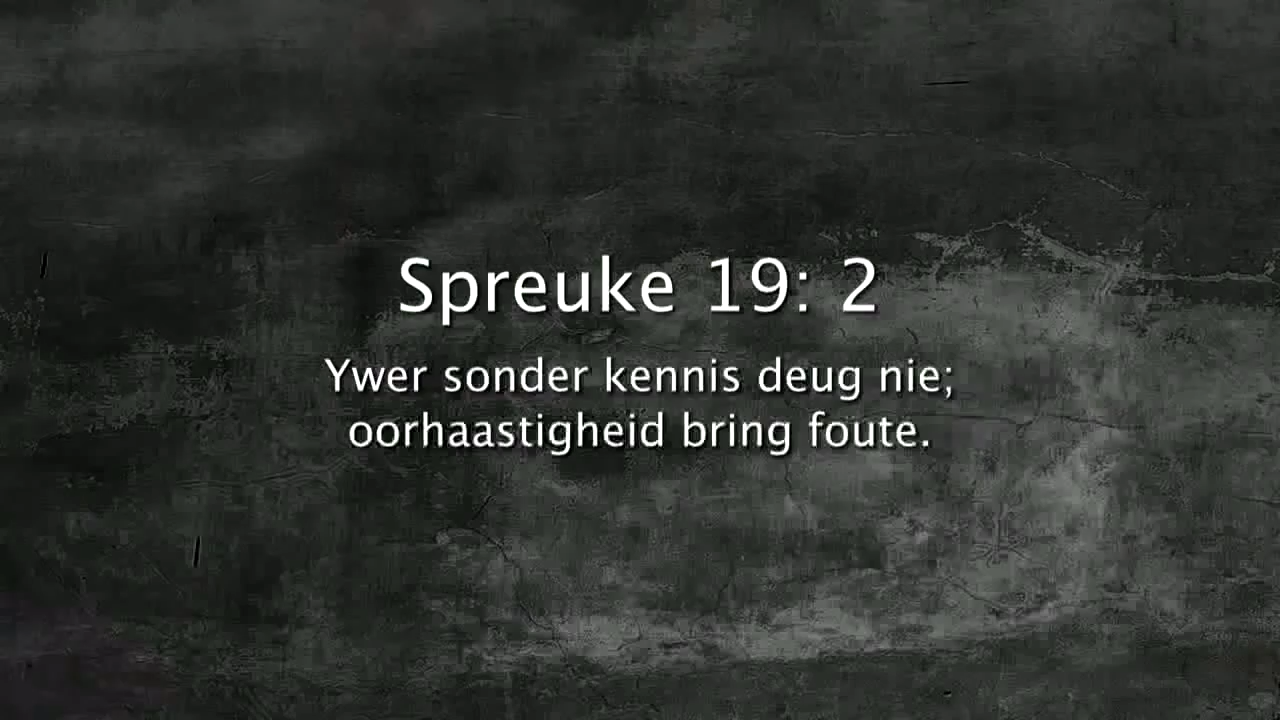 Spreuke 19: 2
Ywer sonder kennis deug nie;
oorhaastigheid bring foute.